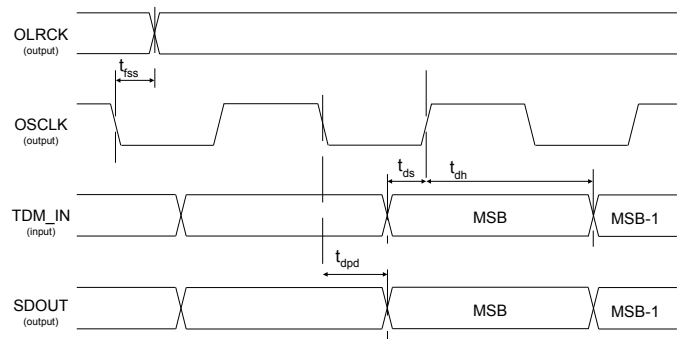 OLRCK
(output)
t_fss
OSCLK
(output)
t_ds
t_dh
TDM_IN
(input)
MSB
MSB-1
t_dpd
SDOUT
(output)
MSB
MSB-1